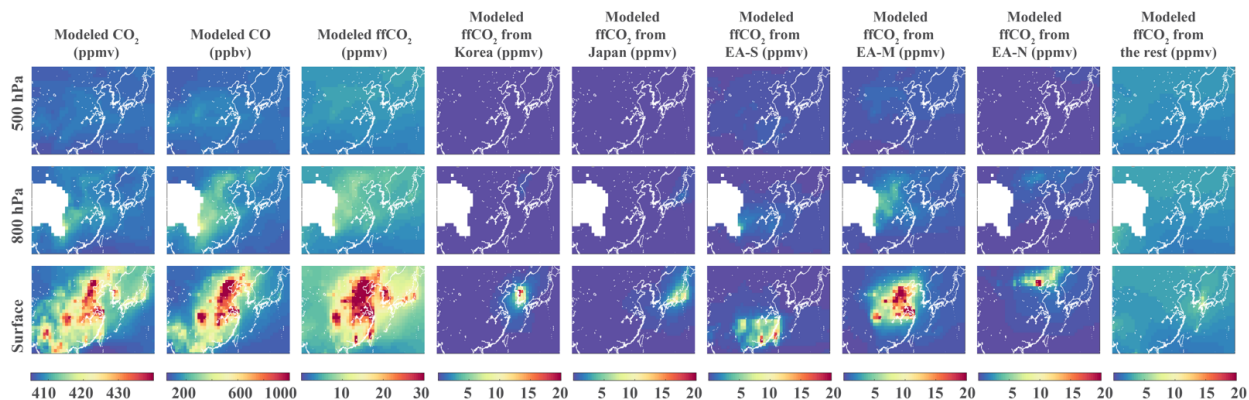 Modeled CO₂
(ppmv)
Modeled CO
(ppbv)
Modeled ffCO₂
(ppmv)
Modeled
ffCO₂ from
Korea (ppmv)
Modeled
ffCO₂ from
Japan (ppmv)
Modeled
ffCO₂ from
EA-S (ppmv)
Modeled
ffCO₂ from
EA-M (ppmv)
Modeled
ffCO₂ from
EA-N (ppmv)
Modeled
ffCO₂ from
the rest (ppmv)
500 hPa
800 hPa
Surface
410 420 430
200 600 1000
10 20 30
5 10 15 20
5 10 15 20
5 10 15 20
5 10 15 20
5 10 15 20
5 10 15 20